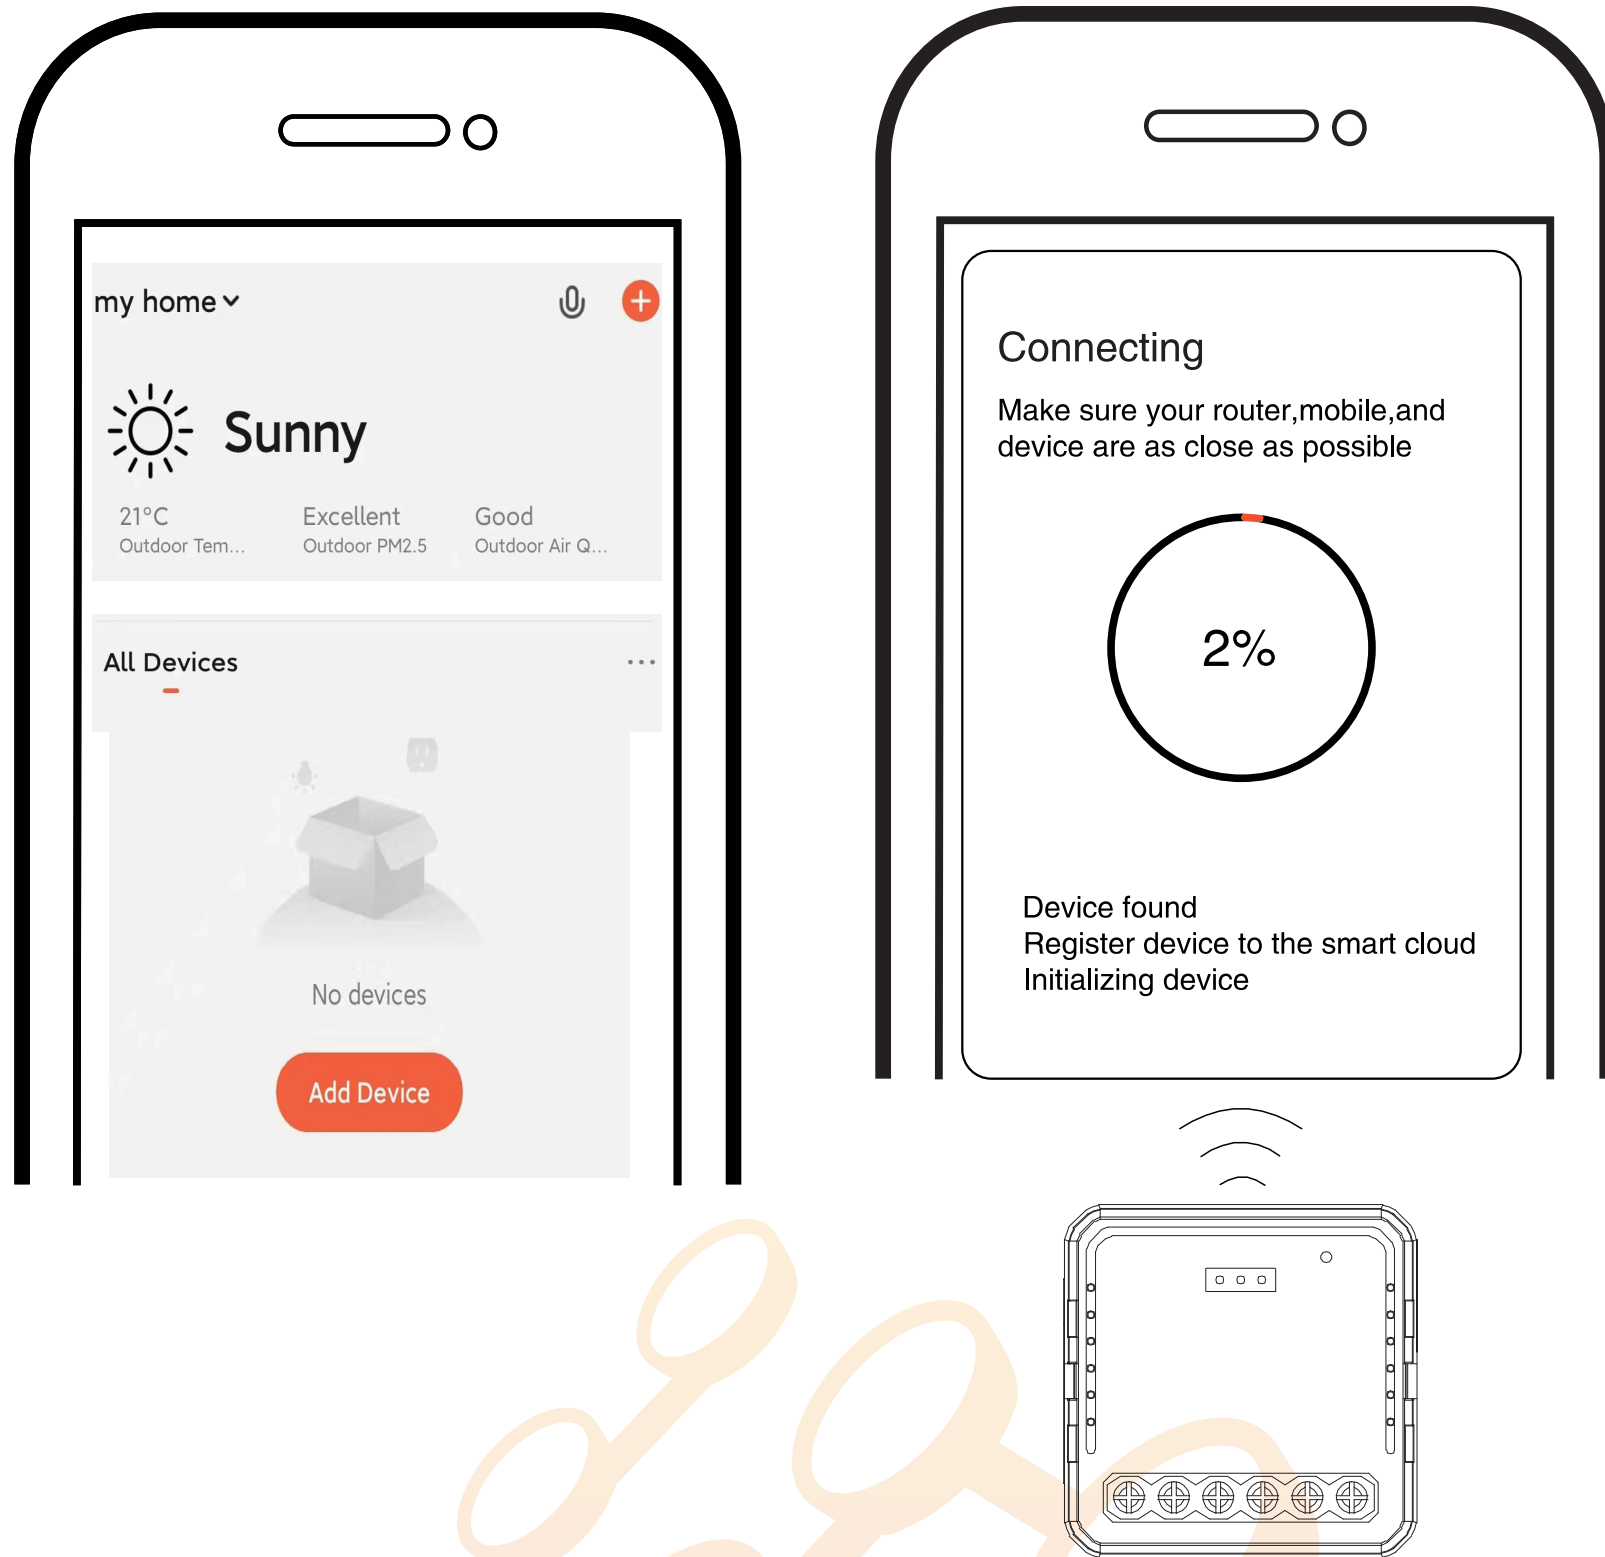 my home
Sunny
21°C
Excellent
Good
Outdoor Tem...
Outdoor PM2.5
Outdoor Air Q...
All Devices
No devices
Add Device
Connecting
Make sure your router,mobile,and
device are as close as possible
2%
Device found
Register device to the smart cloud
Initializing device